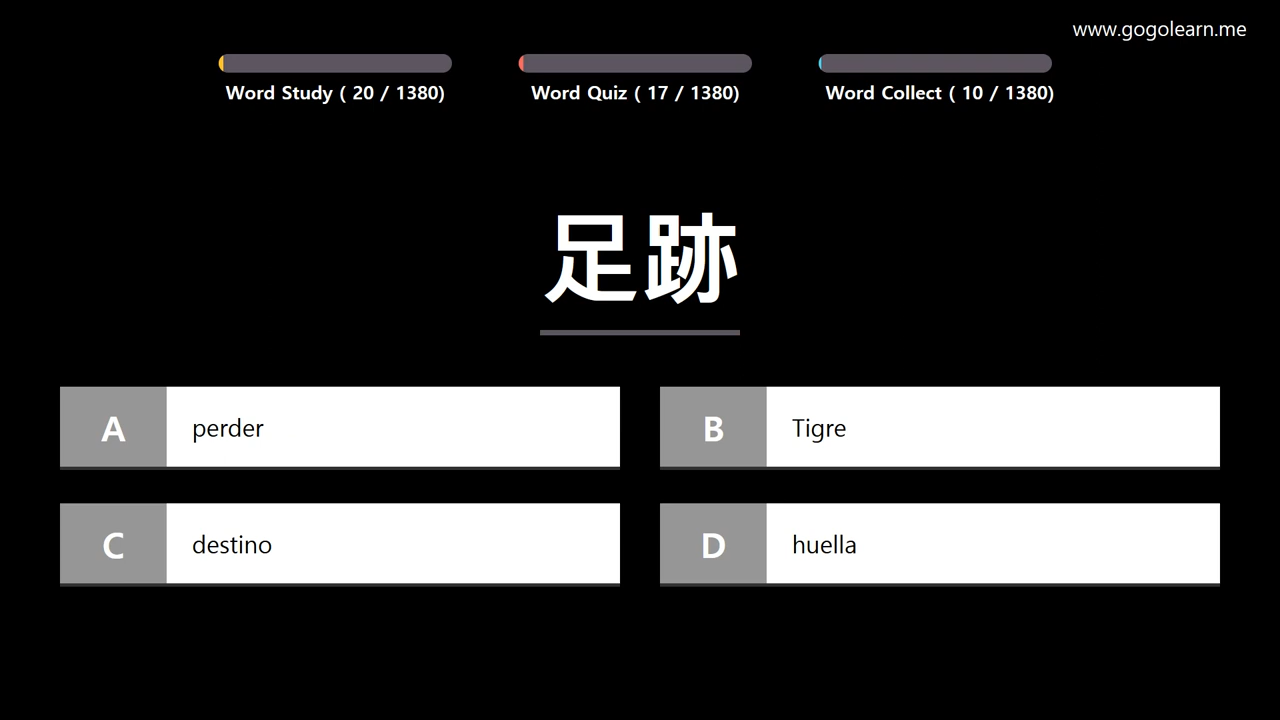 www.gogolearn.me
Word Study ( 20 / 1380)
Word Quiz ( 17 / 1380)
Word Collect ( 10 / 1380)
足跡
A perder
B Tigre
C destino
D huella